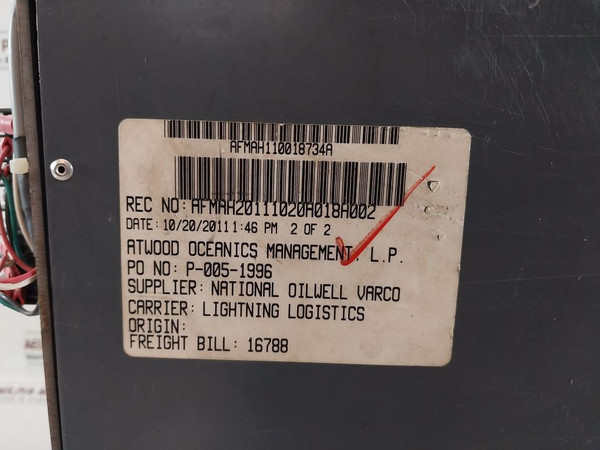 AFMAH110018734A
REC NO: AFMAH20111020A018A002
DATE: 10/20/2011 1:46 PM 2 OF 2
ATWOOD OCEANICS MANAGEMENT, L.P.
PO NO: P-005-1996
SUPPLIER: NATIONAL OILWELL VARCO
CARRIER: LIGHTNING LOGISTICS
ORIGIN:
FREIGHT BILL: 16788